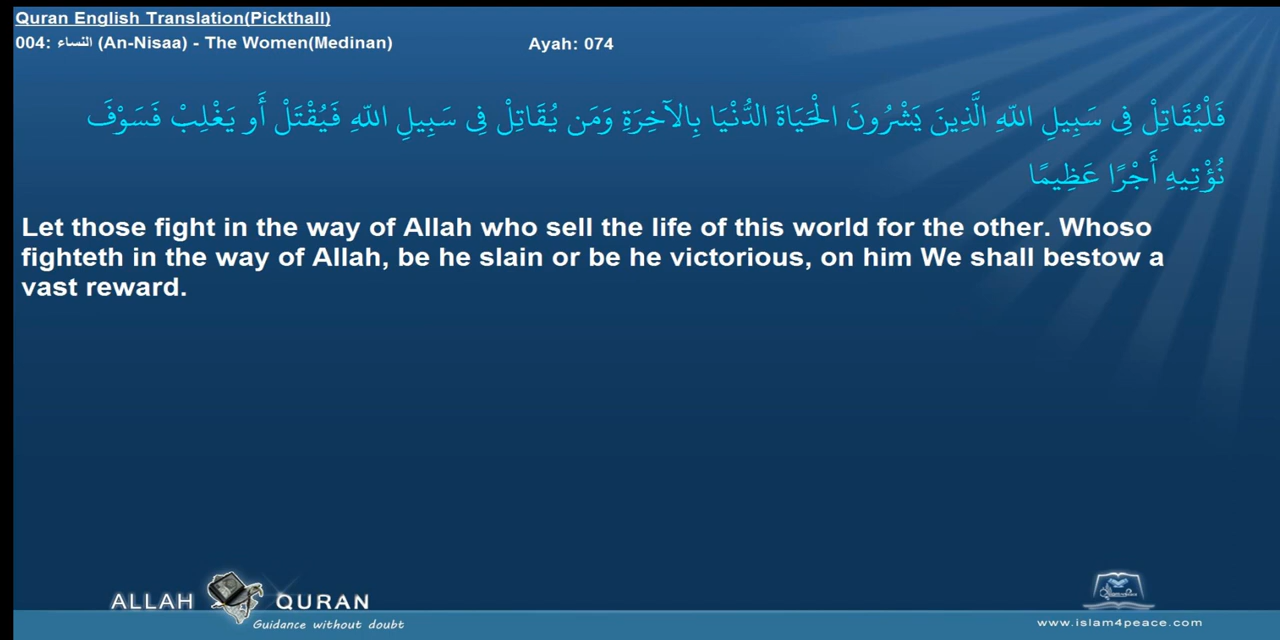 Quran English Translation(Pickthall)
004: النساء (An-Nisaa) - The Women(Medinan) Ayah: 074
فَلْيُقَاتِلْ فِي سَبِيلِ اللّهِ الَّذِينَ يَشْرُونَ الْحَيَاةَ الدُّنْيَا بِالآخِرَةِ وَمَن يُقَاتِلْ فِي سَبِيلِ اللّهِ فَيُقْتَلْ أَو يَغْلِبْ فَسَوْفَ
نُؤْتِيهِ أَجْرًا عَظِيمًا
Let those fight in the way of Allah who sell the life of this world for the other. Whoso
fighteth in the way of Allah, be he slain or be he victorious, on him We shall bestow a
vast reward.
ALLAH QURAN
Guidance without doubt
www.islam4peace.com